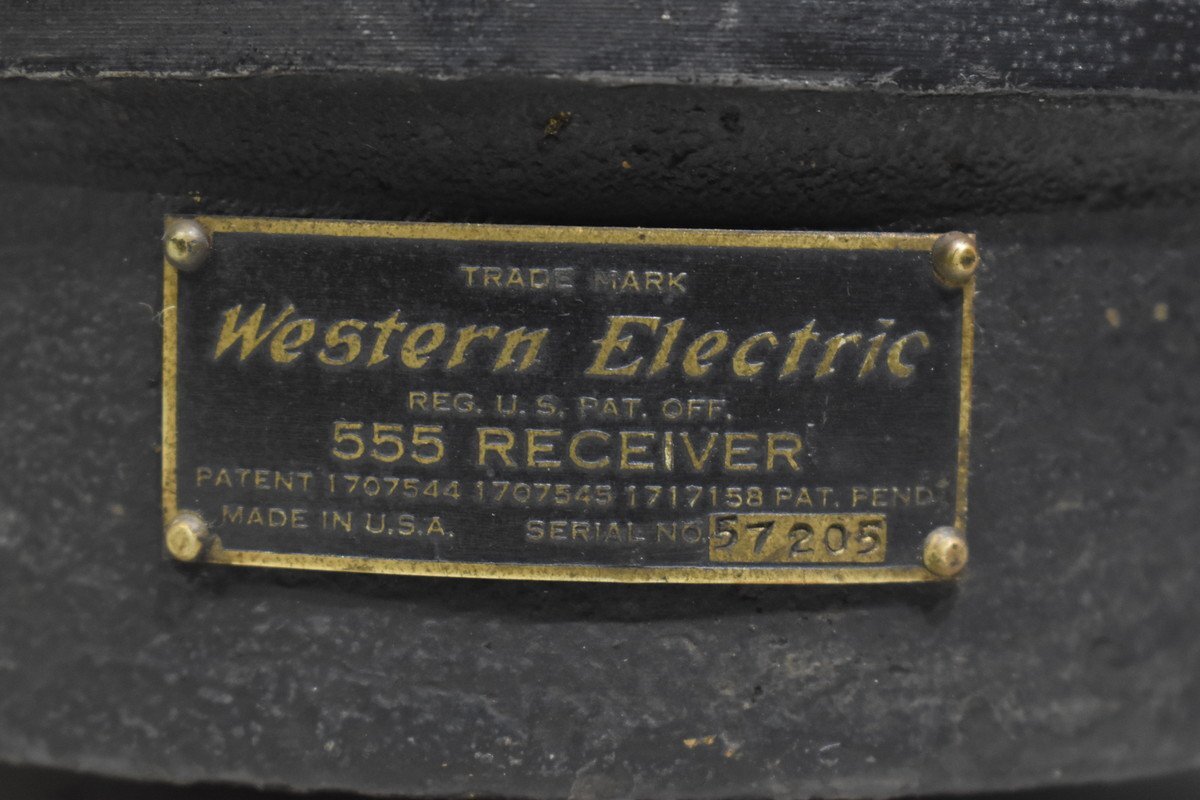 TRADE MARK
Western Electric
REG. U. S. PAT. OFF.
555 RECEIVER
PATENT 1707544 1707545 1717158 PAT. PEND.
MADE IN U.S.A. SERIAL NO. 57205